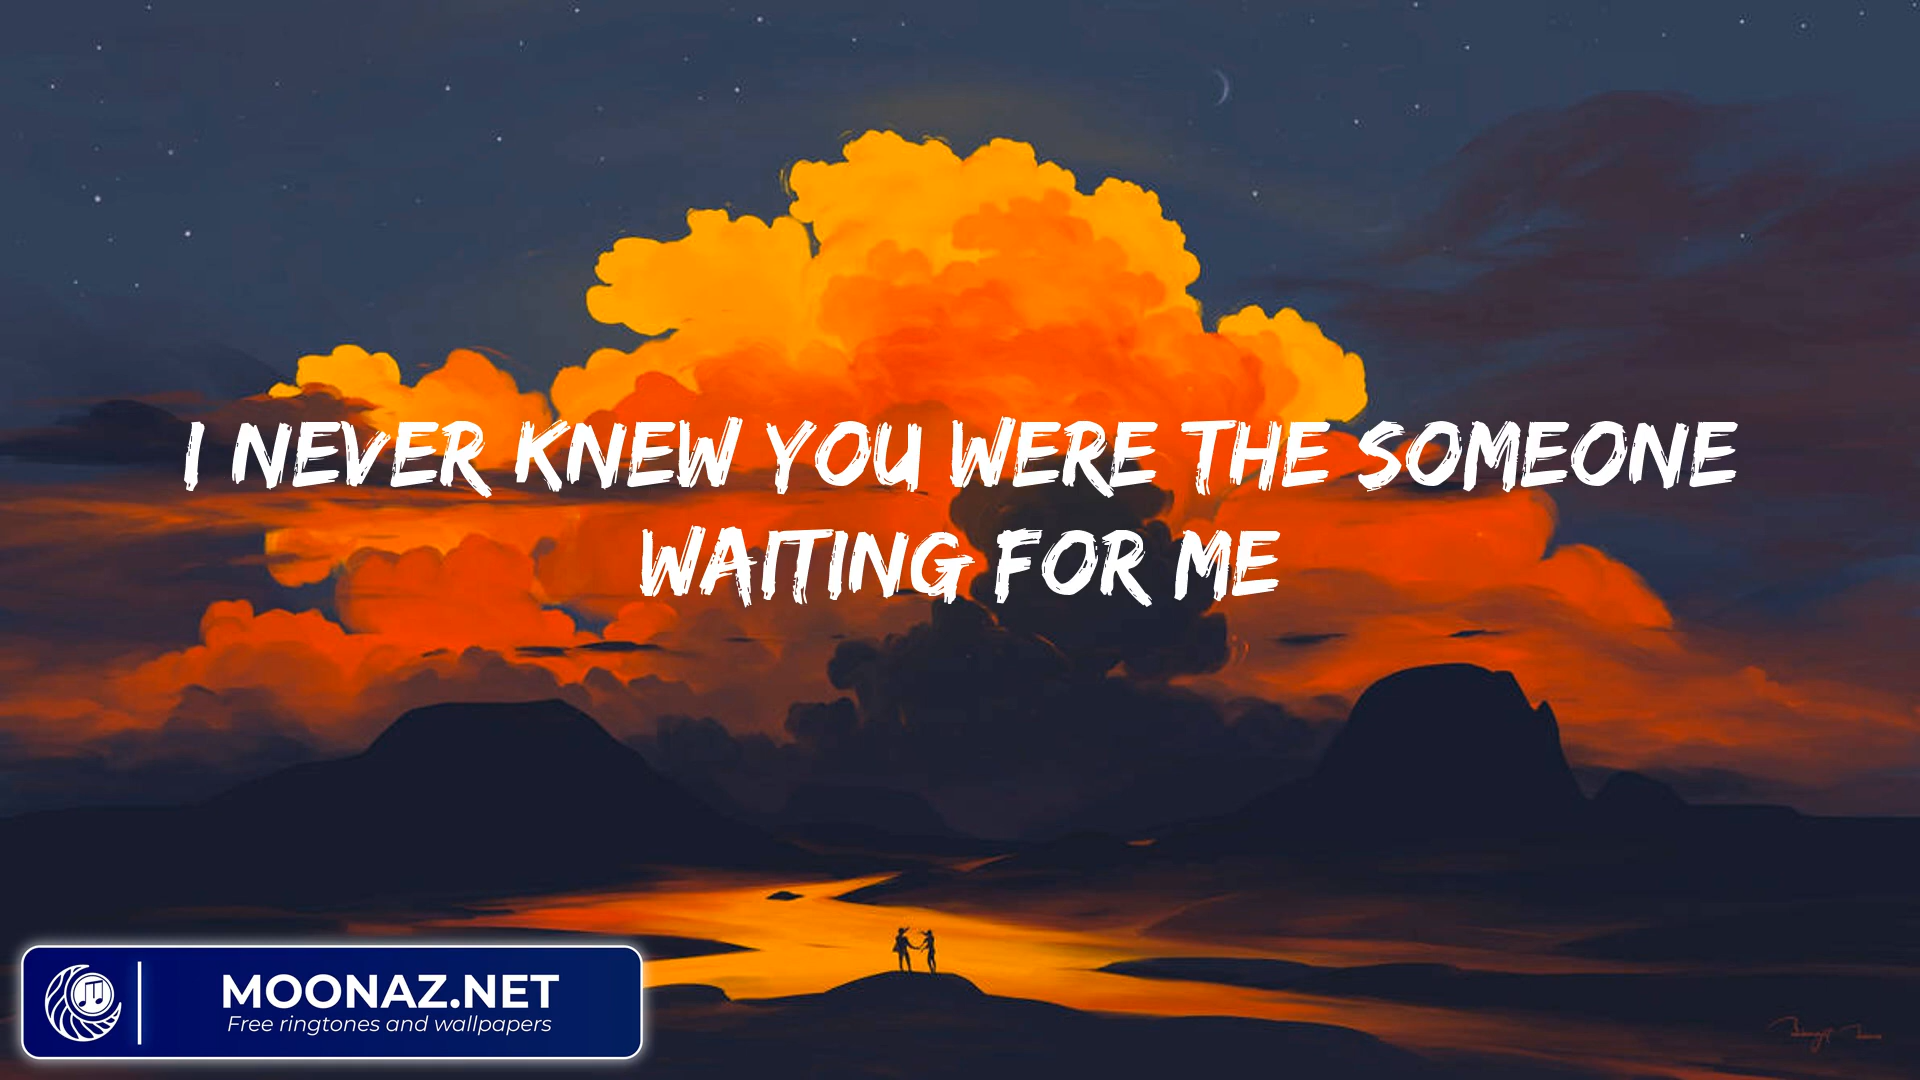 I NEVER KNEW YOU WERE THE SOMEONE
WAITING FOR ME
MOONAZ.NET
Free ringtones and wallpapers